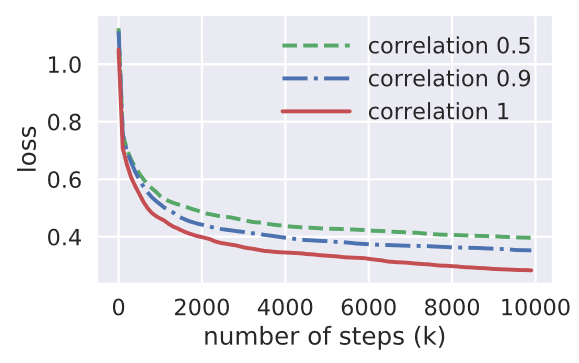 correlation 0.5
correlation 0.9
correlation 1
1.0
0.8
0.6
0.4
loss
0 2000 4000 6000 8000 10000
number of steps (k)